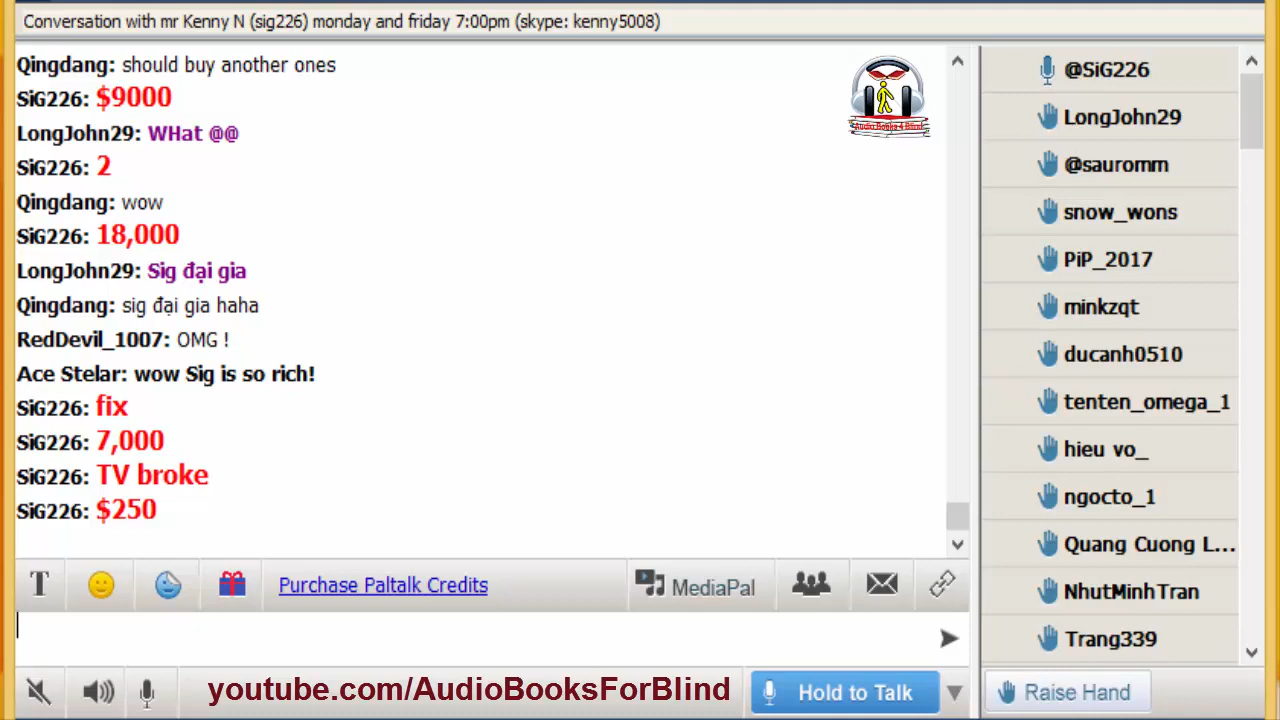 Conversation with mr Kenny N (sig226) monday and friday 7:00pm (skype: kenny5008)
Qingdang: should buy another ones
SiG226: $9000
LongJohn29: WHat @@
SiG226: 2
Qingdang: wow
SiG226: 18,000
LongJohn29: Sig đại gia
Qingdang: sig đại gia haha
RedDevil_1007: OMG !
Ace Stelar: wow Sig is so rich!
SiG226: fix
SiG226: 7,000
SiG226: TV broke
SiG226: $250
Audio Books 4 Blind
@SiG226
LongJohn29
@sauromm
snow_wons
PiP_2017
minkzqt
ducanh0510
tenten_omega_1
hieu vo_
ngocto_1
Quang Cuong L...
NhutMinhTran
Trang339
T
Purchase Paltalk Credits
MediaPal
youtube.com/AudioBooksForBlind
Hold to Talk
Raise Hand